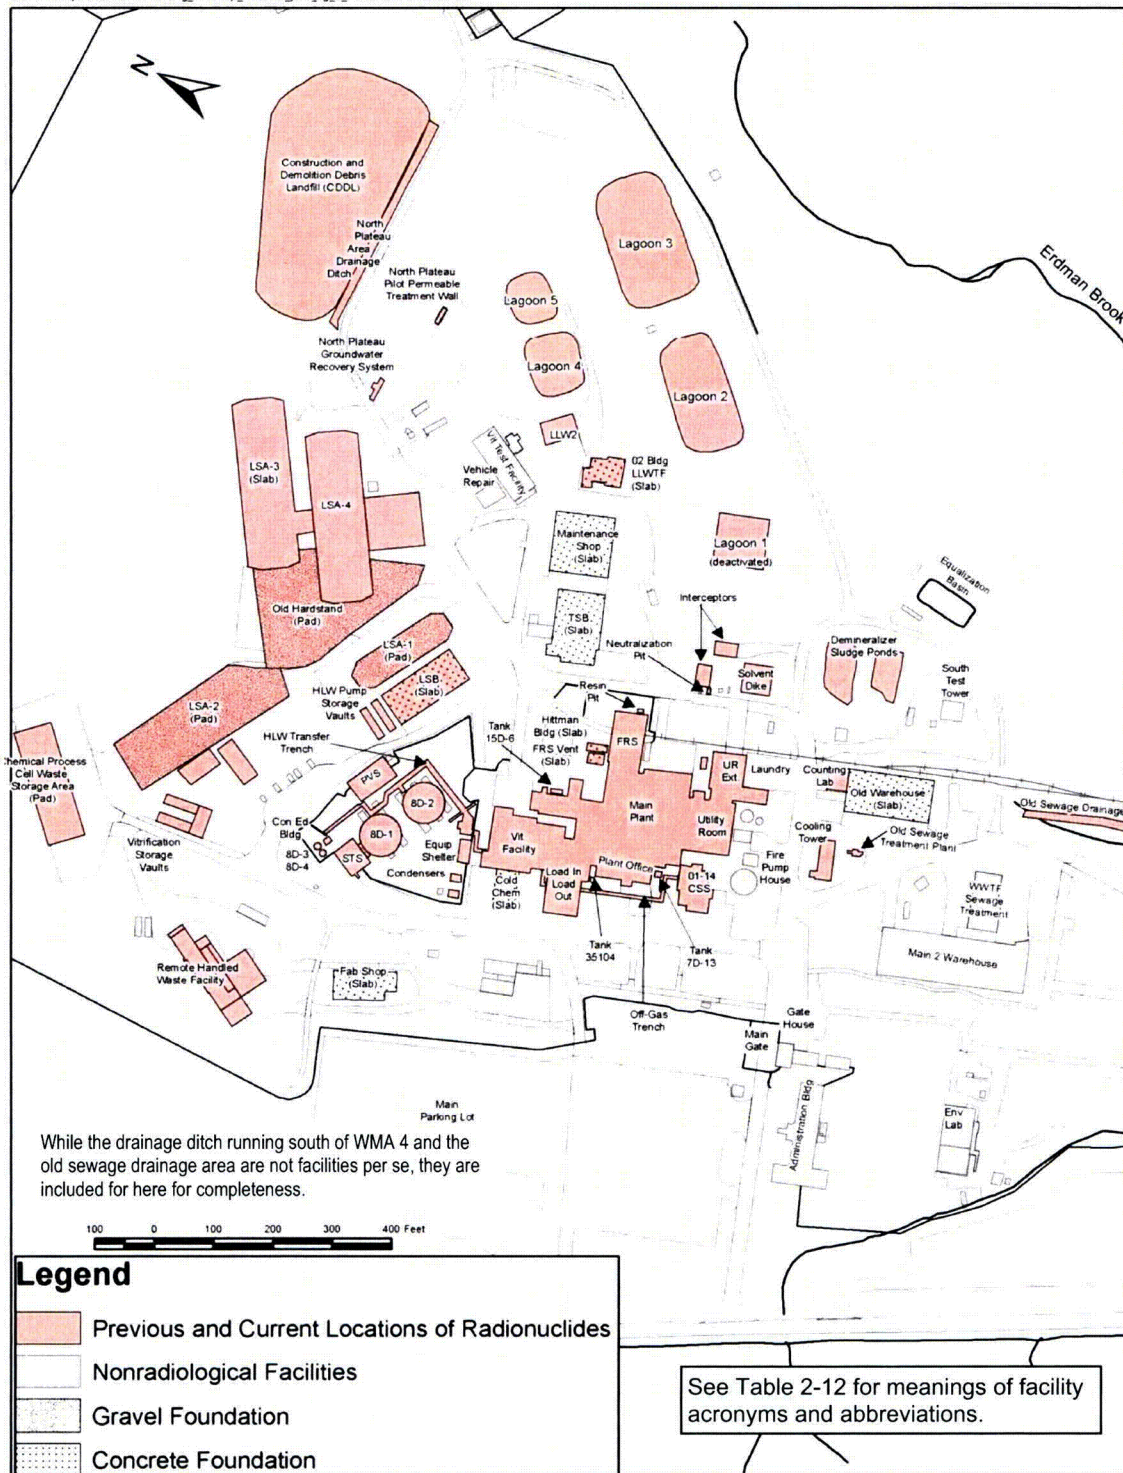 N
Construction and
Demolition Debris
Landfill (CDDL)
North
Plateau
Area
Drainage
Ditch
North Plateau
Pilot Permeable
Treatment Wall
North Plateau
Groundwater
Recovery System
Lagoon 3
Lagoon 5
Lagoon 4
Lagoon 2
Erdman Brook
LLW2
02 Bldg
LLWTF
(Slab)
Vit Test Facility
Vehicle
Repair
LSA-3
(Slab)
LSA-4
Maintenance
Shop
(Slab)
Lagoon 1
(deactivated)
Equalization
Basin
Old Hardstand
(Pad)
TSB
(Slab)
Interceptors
Neutralization
Pit
Solvent
Dike
Demineralizer
Sludge Ponds
South
Test
Tower
LSA-1
(Pad)
LSB
(Slab)
HLW Pump
Storage
Vaults
LSA-2
(Pad)
HLW Transfer
Trench
Resin
Pit
Hittman
Bldg (Slab)
FRS Vent
(Slab)
Tank
15D-6
FRS
UR
Ext.
Laundry
Counting
Lab
Old Warehouse
(Slab)
Old Sewage Drainage
Chemical Process
Cell Waste
Storage Area
(Pad)
PVS
8D-2
8D-1
Con Ed
Bldg
8D-3
8D-4
STS
Equip
Shelter
Condensers
Vitrification
Storage
Vaults
Vit
Facility
Main
Plant
Utility
Room
Cooling
Tower
Old Sewage
Treatment Plant
Cold
Chem
(Slab)
Load In
Load
Out
Plant Office
01-14
CSS
Fire
Pump
House
WWTF
Sewage
Treatment
Main 2 Warehouse
Tank
35104
Tank
7D-13
Remote Handled
Waste Facility
Fab Shop
(Slab)
Off-Gas
Trench
Main
Gate
Gate
House
Administration Bldg
Env
Lab
Main
Parking Lot
While the drainage ditch running south of WMA 4 and the
old sewage drainage area are not facilities per se, they are
included for here for completeness.
100 0 100 200 300 400 Feet
Legend
Previous and Current Locations of Radionuclides
Nonradiological Facilities
Gravel Foundation
Concrete Foundation
See Table 2-12 for meanings of facility
acronyms and abbreviations.